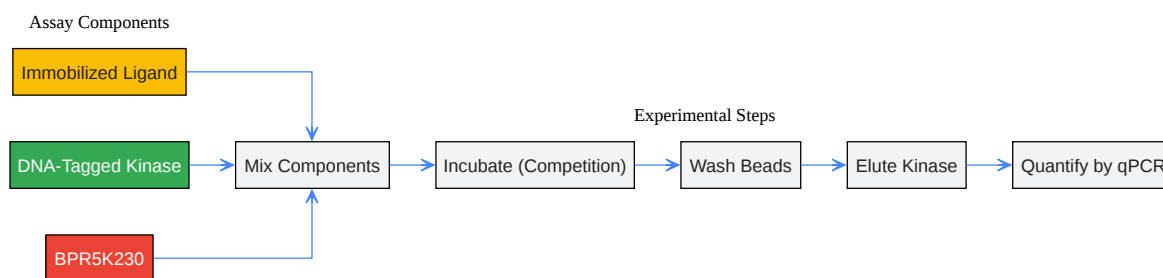 Assay Components
Immobilized Ligand
Experimental Steps
DNA-Tagged Kinase
Mix Components
Incubate (Competition)
Wash Beads
Elute Kinase
Quantify by qPCR
BPR5K230